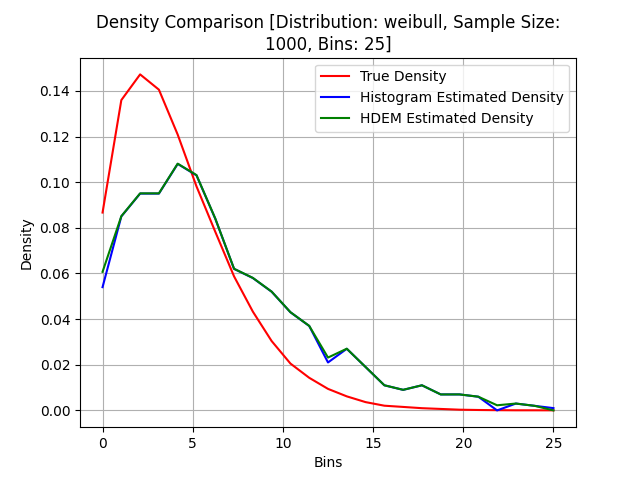 Density Comparison [Distribution: weibull, Sample Size:
1000, Bins: 25]
True Density
Histogram Estimated Density
HDEM Estimated Density
Density
0.14
0.12
0.10
0.08
0.06
0.04
0.02
0.00
0 5 10 15 20 25
Bins